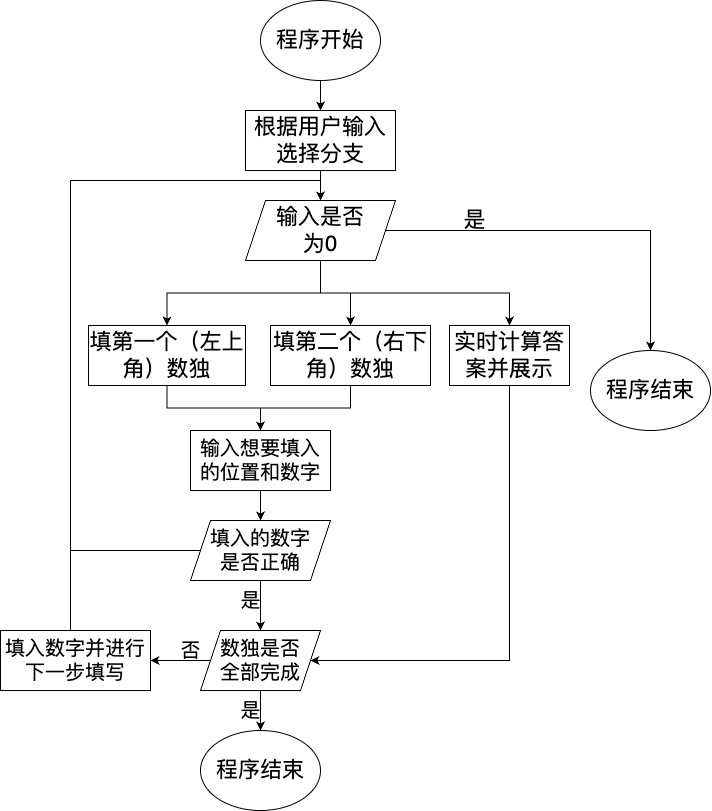 程序开始
根据用户输入
选择分支
输入是否
为0
是
填第一个（左上
角）数独
填第二个（右下
角）数独
实时计算答
案并展示
程序结束
输入想要填入
的位置和数字
填入的数字
是否正确
是
填入数字并进行
下一步填写
否
数独是否
全部完成
是
程序结束